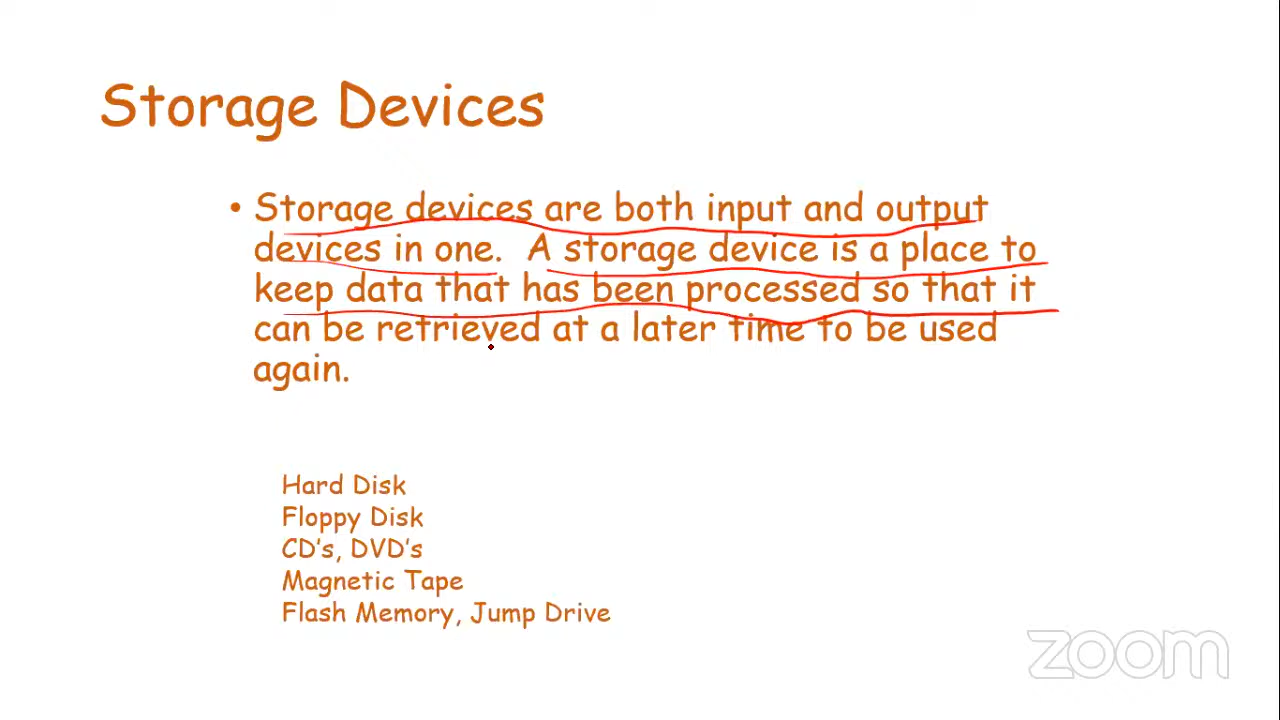 Storage Devices
• Storage devices are both input and output
devices in one. A storage device is a place to
keep data that has been processed so that it
can be retrieved at a later time to be used
again.
Hard Disk
Floppy Disk
CD's, DVD's
Magnetic Tape
Flash Memory, Jump Drive
zoom